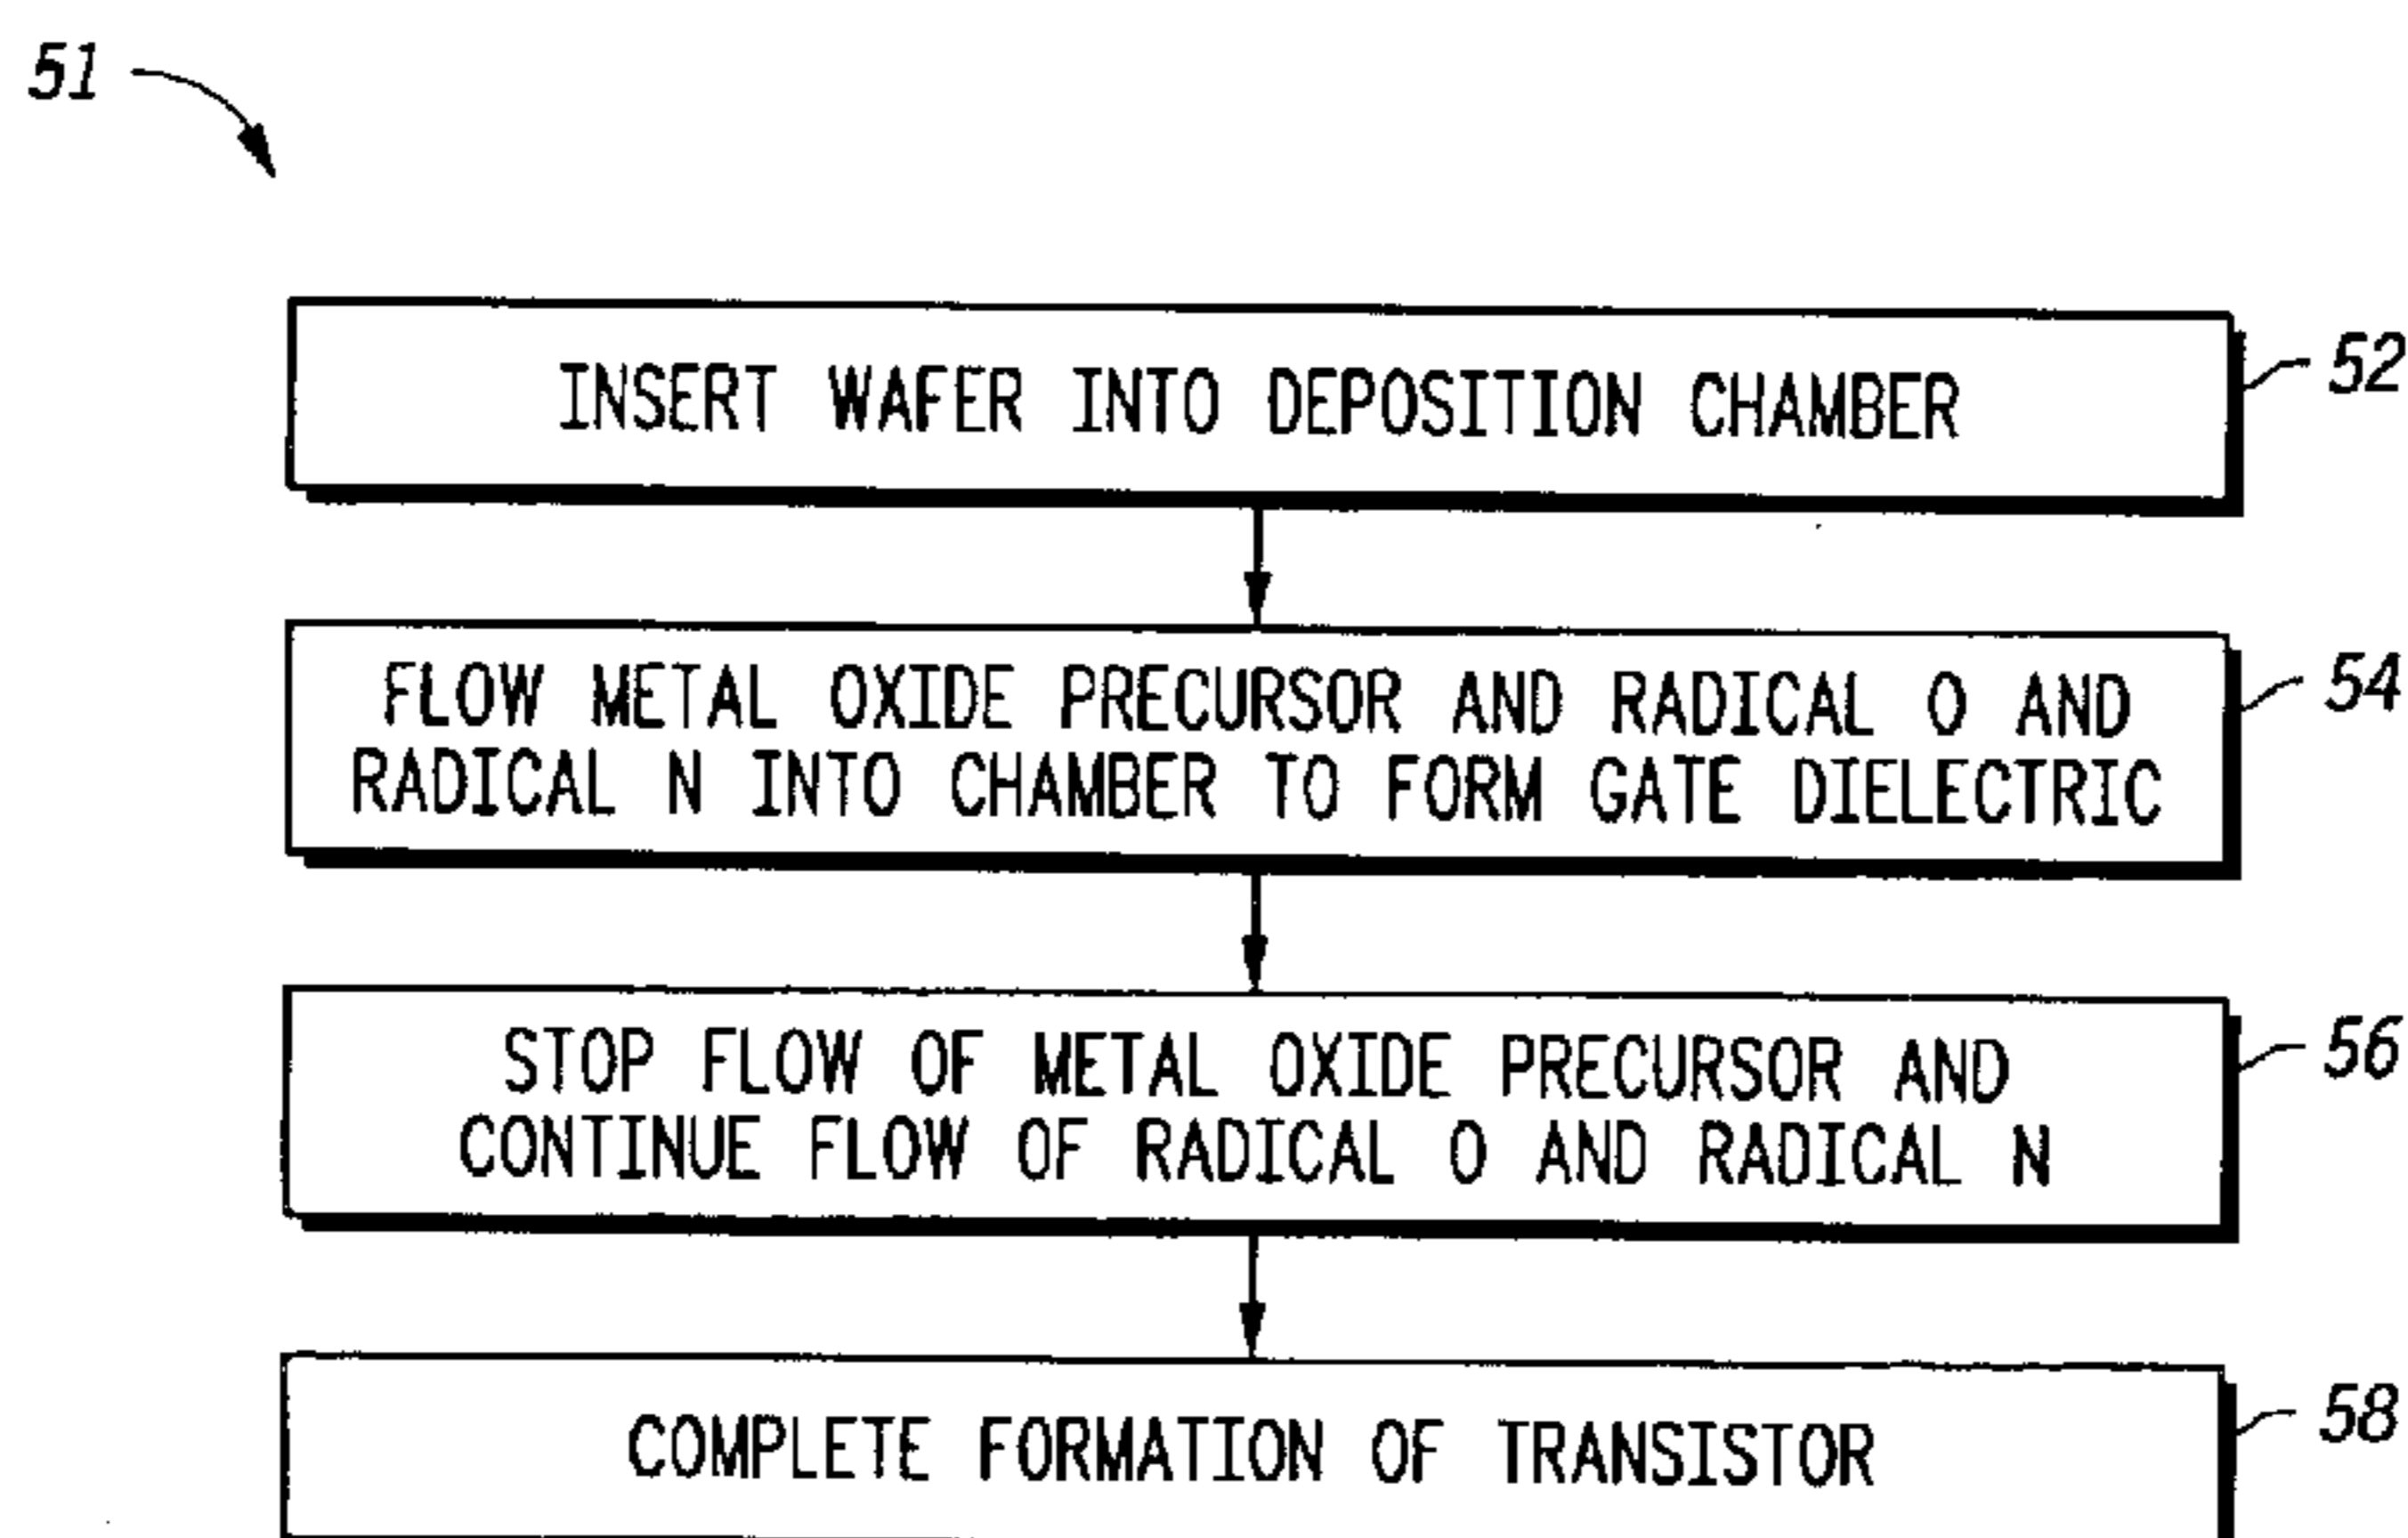 51
INSERT WAFER INTO DEPOSITION CHAMBER
52
FLOW METAL OXIDE PRECURSOR AND RADICAL O AND
RADICAL N INTO CHAMBER TO FORM GATE DIELECTRIC
54
STOP FLOW OF METAL OXIDE PRECURSOR AND
CONTINUE FLOW OF RADICAL O AND RADICAL N
56
COMPLETE FORMATION OF TRANSISTOR
58